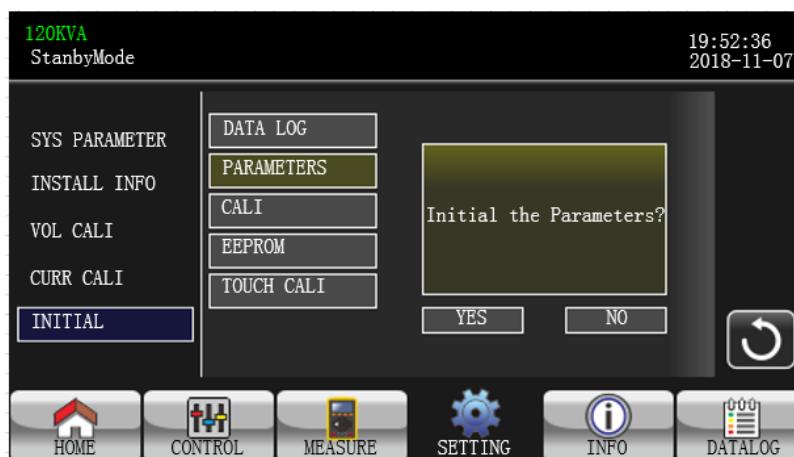 120KVA
StanbyMode
19:52:36
2018-11-07
SYS PARAMETER
INSTALL INFO
VOL CALI
CURR CALI
INITIAL
DATA LOG
PARAMETERS
CALI
EEPROM
TOUCH CALI
Initial the Parameters?
YES
NO
HOME
CONTROL
MEASURE
SETTING
INFO
DATALOG